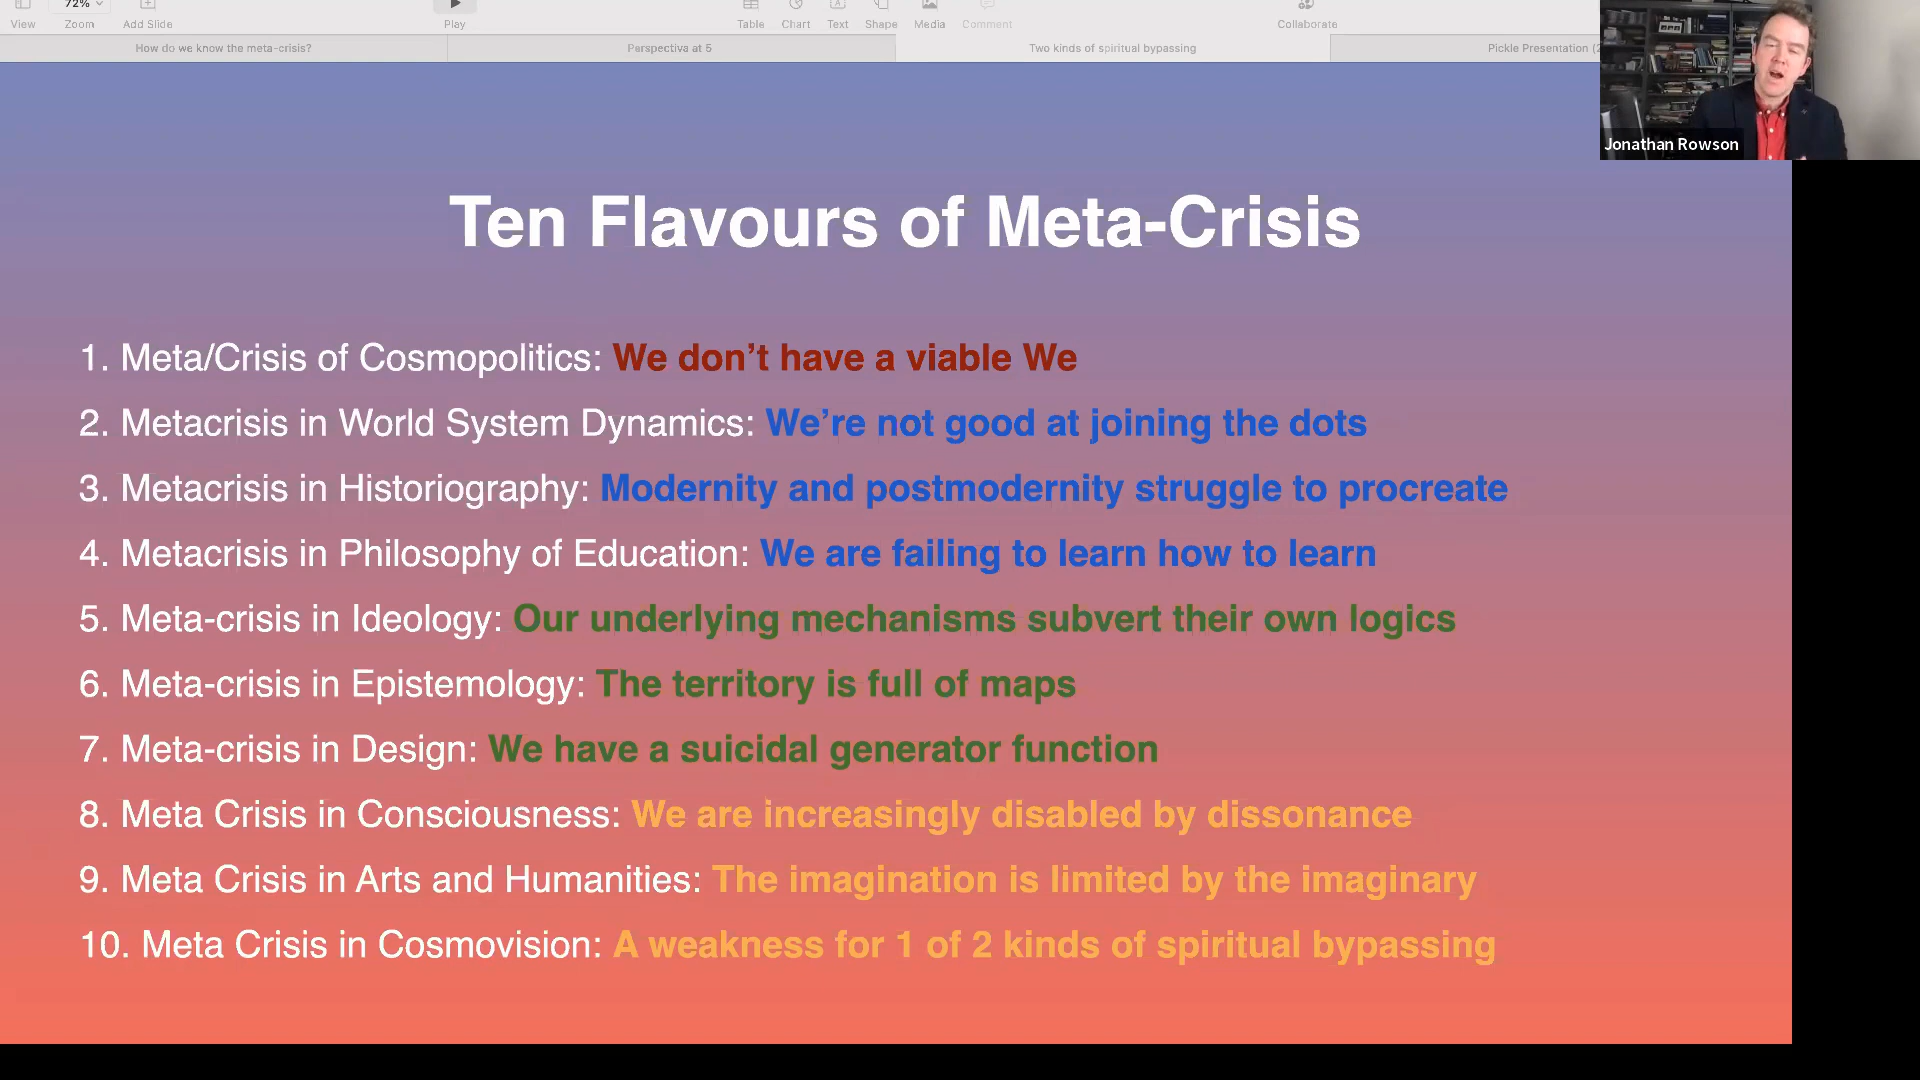 72%
View
Zoom
Add Slide
Play
Table
Chart
Text
Shape
Media
Comment
Collaborate
How do we know the meta-crisis?
Perspectiva at 5
Two kinds of spiritual bypassing
Pickle Presentation (2
Jonathan Rowson
Ten Flavours of Meta-Crisis
1. Meta/Crisis of Cosmopolitics: We don’t have a viable We
2. Metacrisis in World System Dynamics: We’re not good at joining the dots
3. Metacrisis in Historiography: Modernity and postmodernity struggle to procreate
4. Metacrisis in Philosophy of Education: We are failing to learn how to learn
5. Meta-crisis in Ideology: Our underlying mechanisms subvert their own logics
6. Meta-crisis in Epistemology: The territory is full of maps
7. Meta-crisis in Design: We have a suicidal generator function
8. Meta Crisis in Consciousness: We are increasingly disabled by dissonance
9. Meta Crisis in Arts and Humanities: The imagination is limited by the imaginary
10. Meta Crisis in Cosmovision: A weakness for 1 of 2 kinds of spiritual bypassing